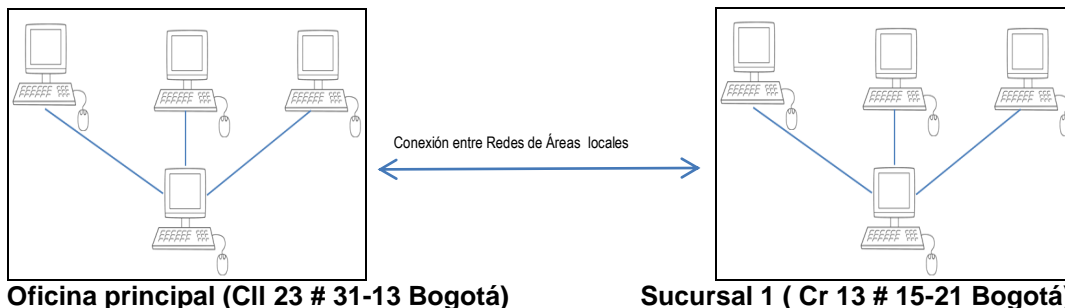 Conexión entre Redes de Áreas locales
Oficina principal (Cll 23 # 31-13 Bogotá)
Sucursal 1 ( Cr 13 # 15-21 Bogotá)